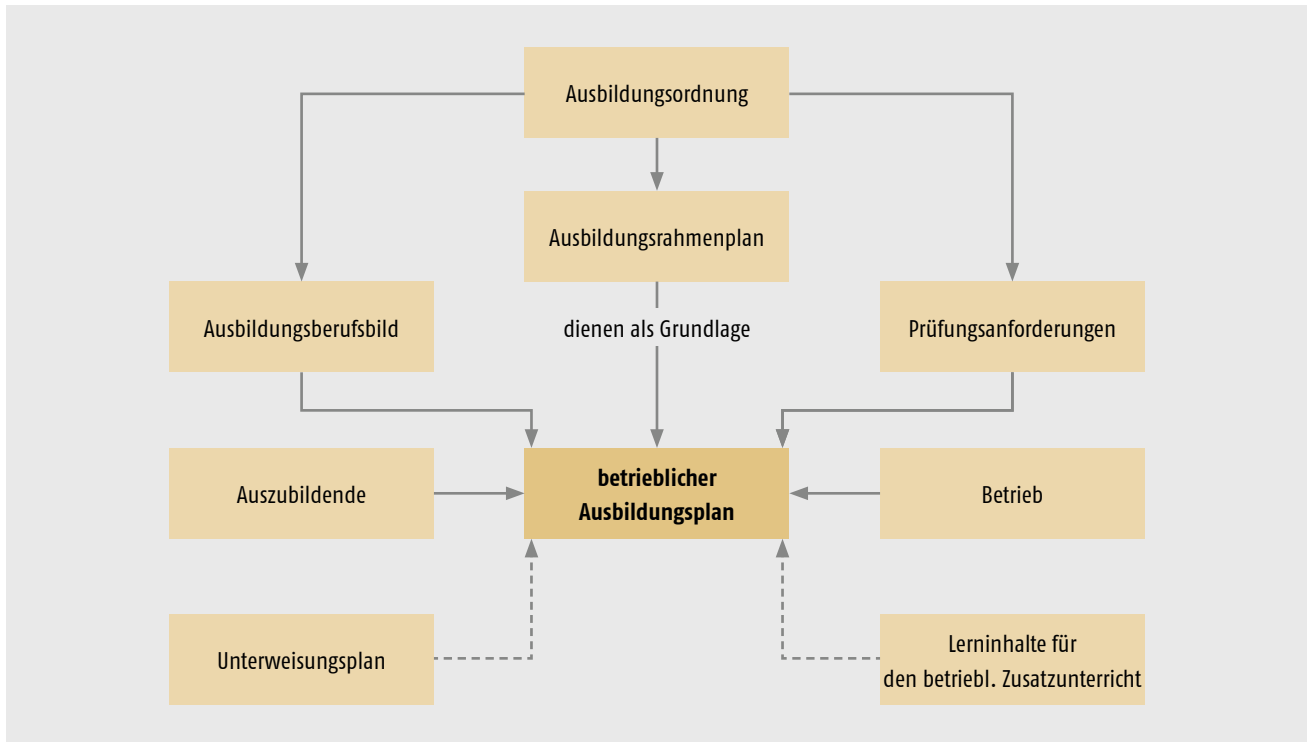 Ausbildungsordnung
Ausbildungsrahmenplan
Ausbildungsberufsbild
dienen als Grundlage
Prüfungsanforderungen
Auszubildende
betrieblicher
Ausbildungsplan
Betrieb
Unterweisungsplan
Lerninhalte für
den betriebl. Zusatzunterricht